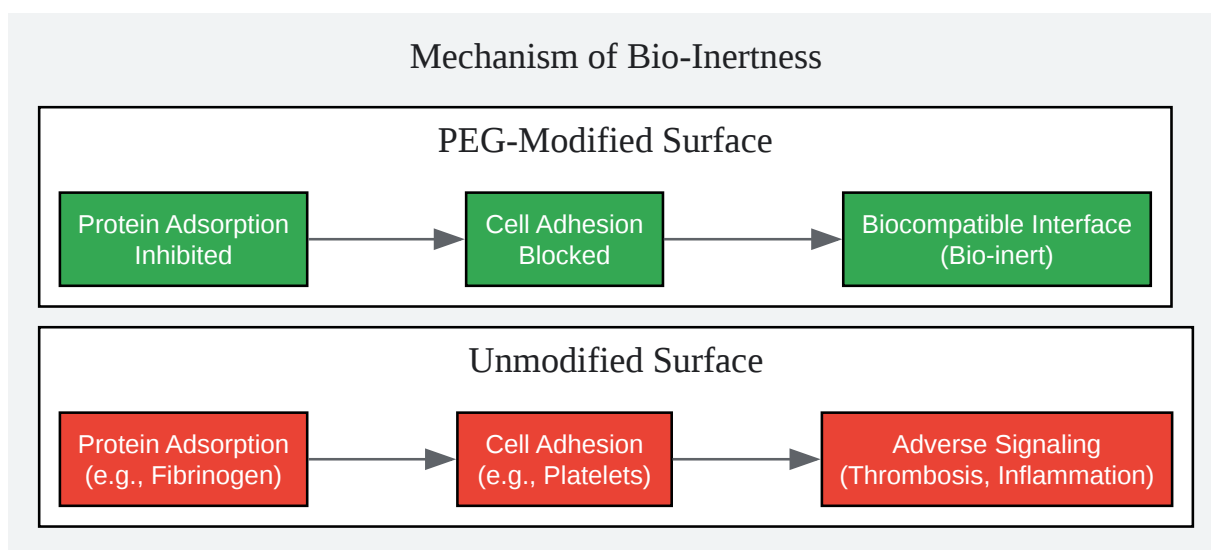 Mechanism of Bio-Inertness
PEG-Modified Surface
Protein Adsorption
Inhibited
Cell Adhesion
Blocked
Biocompatible Interface
(Bio-inert)
Unmodified Surface
Protein Adsorption
(e.g., Fibrinogen)
Cell Adhesion
(e.g., Platelets)
Adverse Signaling
(Thrombosis, Inflammation)